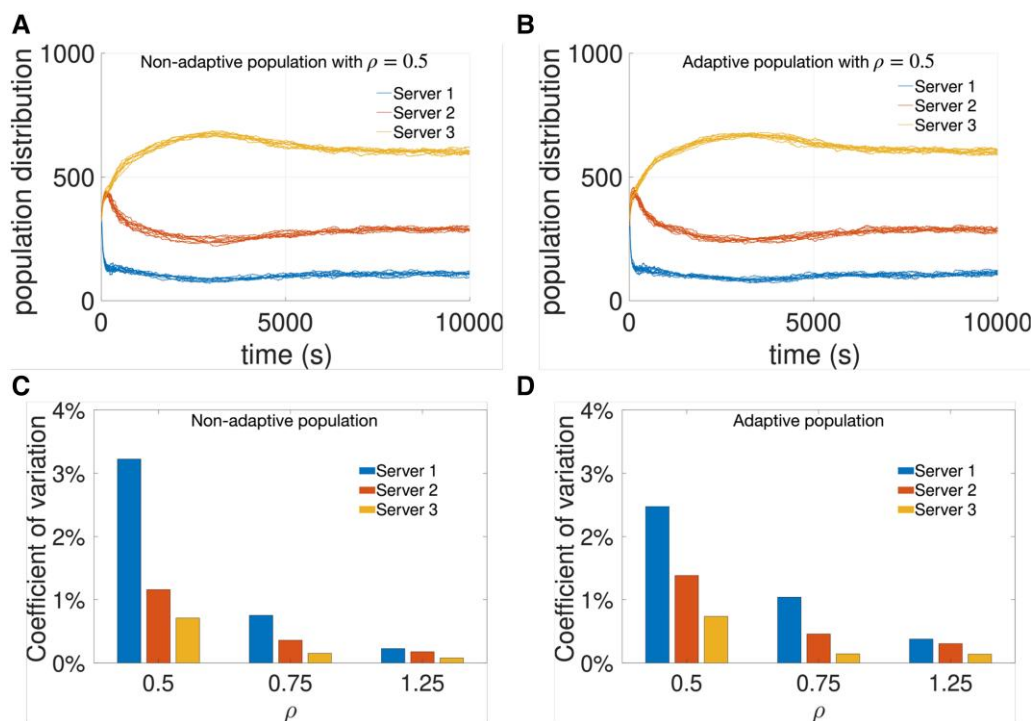 A
population distribution
1000
500
0
Non-adaptive population with ρ = 0.5
Server 1
Server 2
Server 3
0 5000 10000
time (s)
B
population distribution
1000
500
0
Adaptive population with ρ = 0.5
Server 1
Server 2
Server 3
0 5000 10000
time (s)
C
Coefficient of variation
4%
3%
2%
1%
0%
Non-adaptive population
Server 1
Server 2
Server 3
0.5 0.75 1.25
ρ
D
Coefficient of variation
4%
3%
2%
1%
0%
Adaptive population
Server 1
Server 2
Server 3
0.5 0.75 1.25
ρ